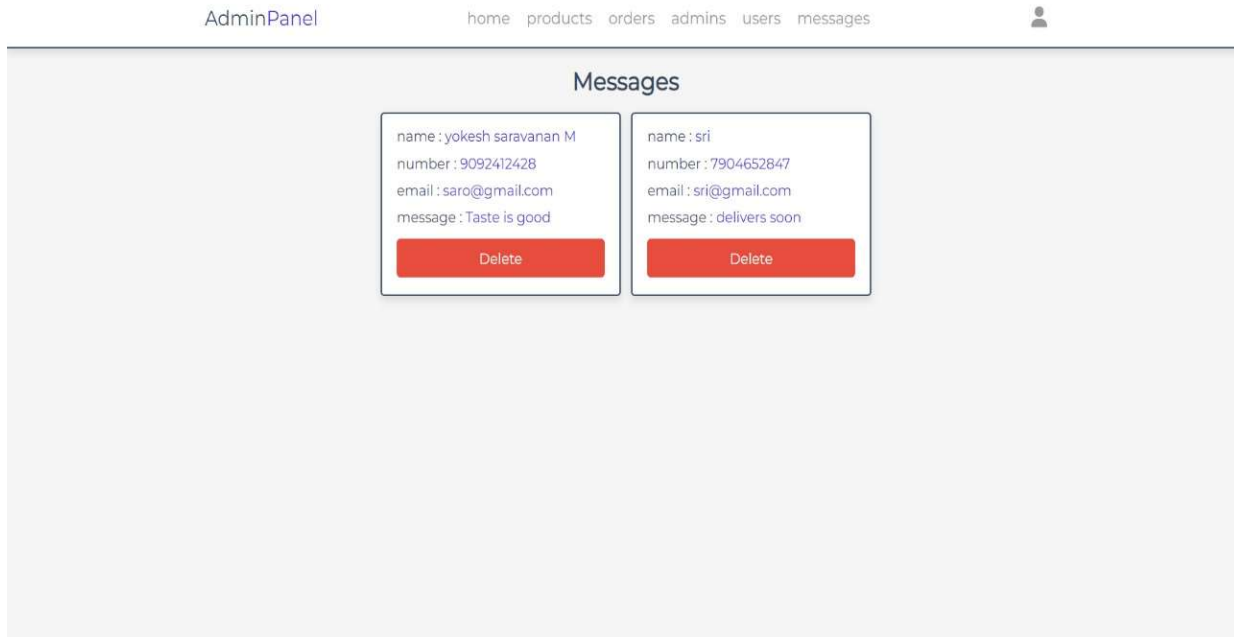 AdminPanel home products orders admins users messages
Messages
name : yokesh saravanan M
number : 9092412428
email : saro@gmail.com
message : Taste is good
Delete
name : sri
number : 7904652847
email : sri@gmail.com
message : delivers soon
Delete